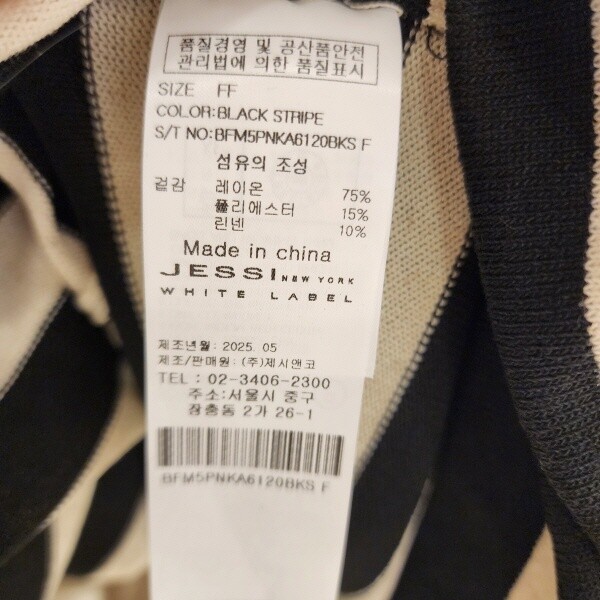 품질경영 및 공산품안전
관리법에 의한 품질표시
SIZE FF
COLOR:BLACK STRIPE
S/T NO:BFM5PNKA6120BKS F
섬유의 조성
겉감 레이온 75%
폴리에스터 15%
린넨 10%
Made in china
JESSI NEW YORK
WHITE LABEL
제조년월: 2025. 05
제조/판매원: (주)제시앤코
TEL : 02-3406-2300
주소:서울시 중구
장충동 2가 26-1
BFM5PNKA6120BKS F